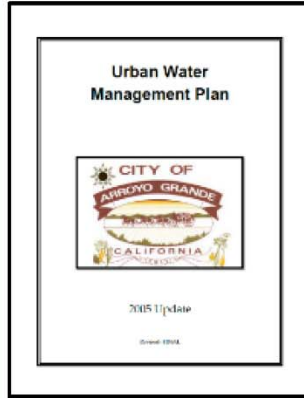 Urban Water
Management Plan
CITY OF
ARROYO GRANDE
CALIFORNIA
2005 Update